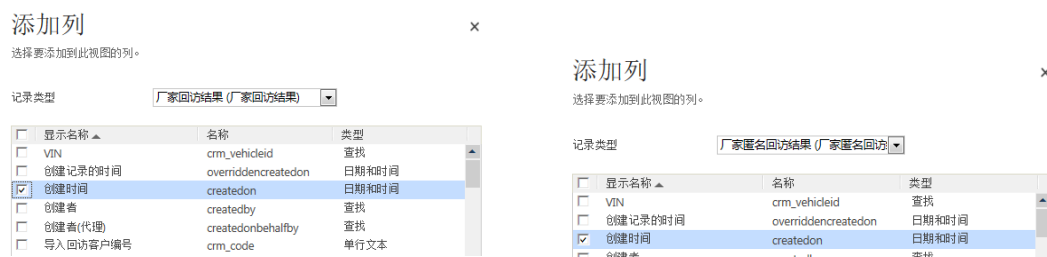 添加列
选择要添加到此视图的列。
记录类型 厂家回访结果 (厂家回访结果)
显示名称 名称 类型
VIN crm_vehicleid 查找
创建记录的时间 overriddencreatedon 日期和时间
创建时间 createdon 日期和时间
创建者 createdby 查找
创建者(代理) createdonbehalfby 查找
导入回访客户编号 crm_code 单行文本
添加列
选择要添加到此视图的列。
记录类型 厂家匿名回访结果 (厂家匿名回访
显示名称 名称 类型
VIN crm_vehicleid 查找
创建记录的时间 overriddencreatedon 日期和时间
创建时间 createdon 日期和时间